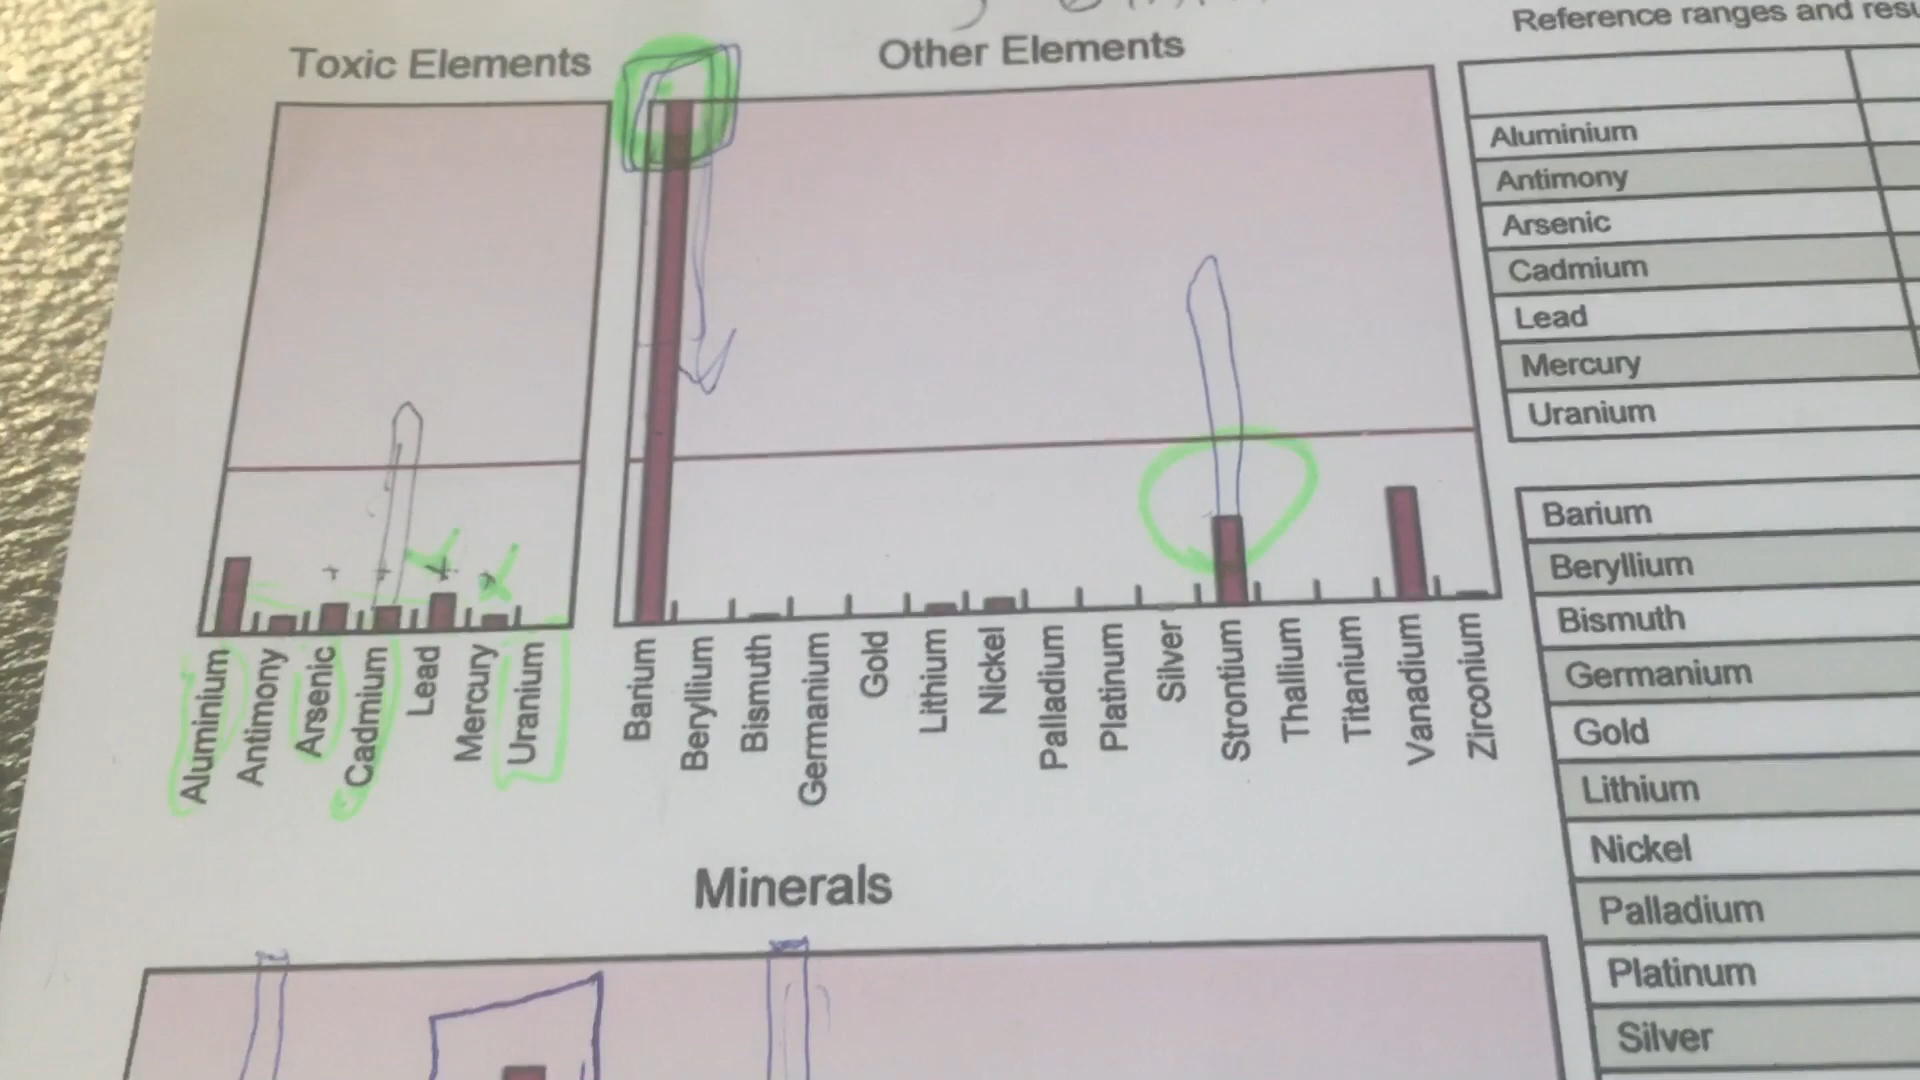 Toxic Elements
Other Elements
Reference ranges and
Aluminium
Antimony
Arsenic
Cadmium
Lead
Mercury
Uranium
Barium
Beryllium
Bismuth
Germanium
Gold
Lithium
Nickel
Palladium
Platinum
Silver
Strontium
Thallium
Titanium
Vanadium
Zirconium
Minerals
Aluminium
Antimony
Arsenic
Cadmium
Lead
Mercury
Uranium
Barium
Beryllium
Bismuth
Germanium
Gold
Lithium
Nickel
Palladium
Platinum
Silver